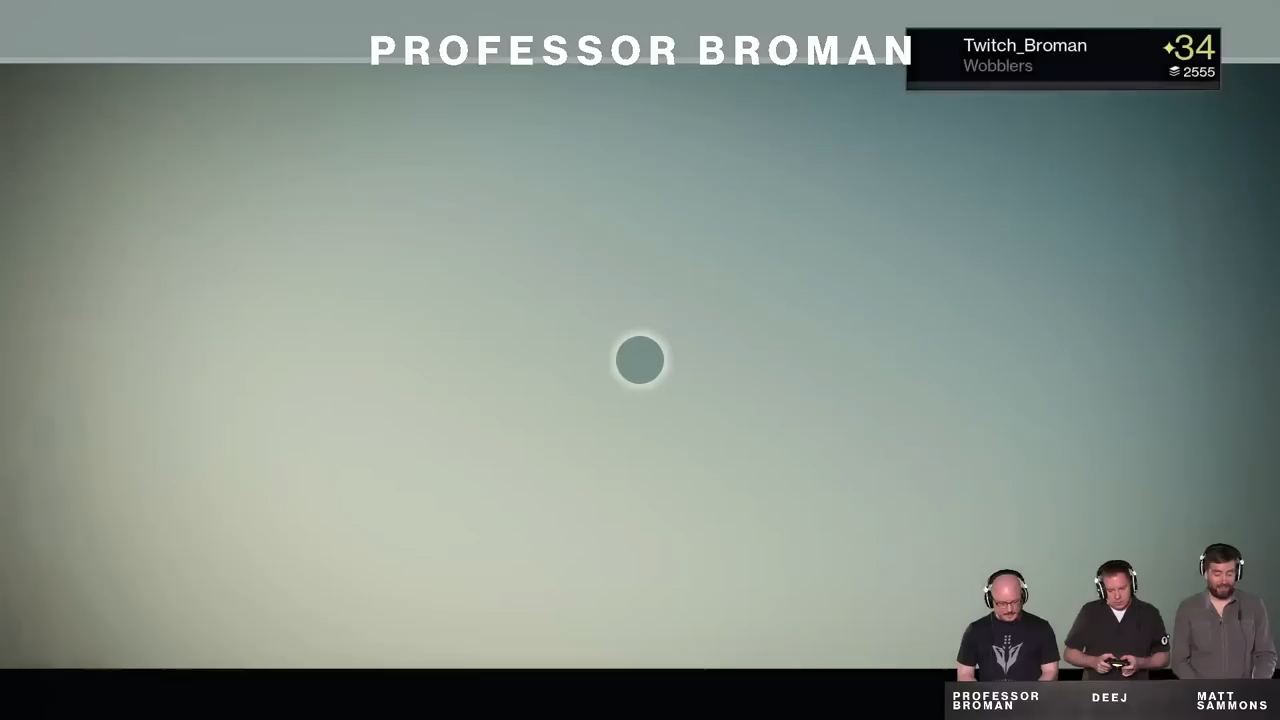 PROFESSOR BROMAN
Twitch_Broman
34
Wobblers
2555
PROFESSOR
BROMAN
DEEJ
MATT
SAMMONS